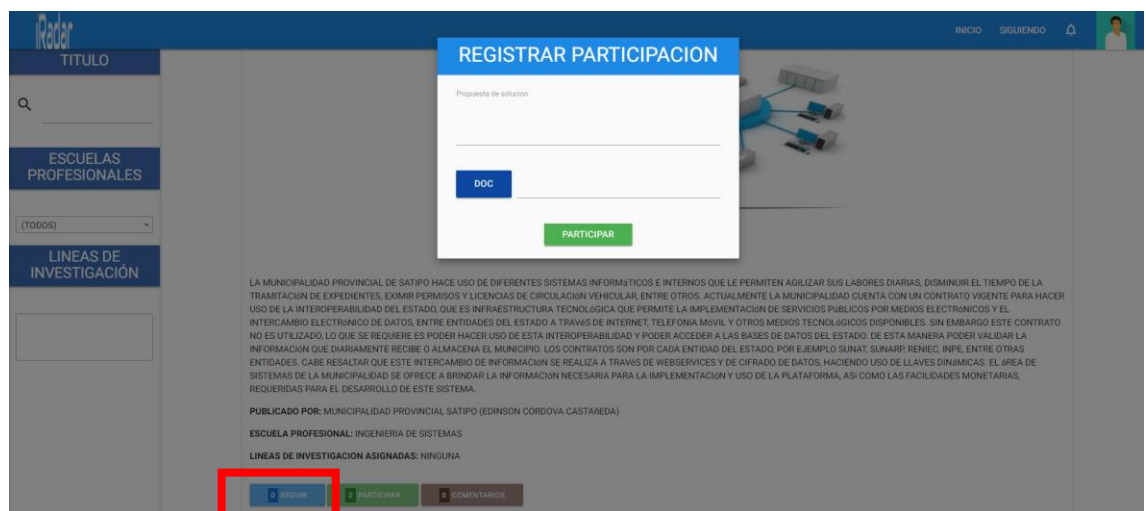 iRadar
INICIO SIGUIENDO
TITULO
ESCUELAS
PROFESIONALES
(TODOS)
LINEAS DE
INVESTIGACIÓN
REGISTRAR PARTICIPACION
Propuesta de solucion
DOC
PARTICIPAR
LA MUNICIPALIDAD PROVINCIAL DE SATIPO HACE USO DE DIFERENTES SISTEMAS INFORMáTICOS E INTERNOS QUE LE PERMITEN AGILIZAR SUS LABORES DIARIAS, DISMINUIR EL TIEMPO DE LA
TRAMITACIóN DE EXPEDIENTES, EXIMIR PERMISOS Y LICENCIAS DE CIRCULACIóN VEHICULAR, ENTRE OTROS. ACTUALMENTE LA MUNICIPALIDAD CUENTA CON UN CONTRATO VIGENTE PARA HACER
USO DE LA INTEROPERABILIDAD DEL ESTADO, QUE ES INFRAESTRUCTURA TECNOLóGICA QUE PERMITE LA IMPLEMENTACIóN DE SERVICIOS PúBLICOS POR MEDIOS ELECTRóNICOS Y EL
INTERCAMBIO ELECTRóNICO DE DATOS, ENTRE ENTIDADES DEL ESTADO A TRAVéS DE INTERNET, TELEFONíA MóVIL Y OTROS MEDIOS TECNOLóGICOS DISPONIBLES. SIN EMBARGO ESTE CONTRATO
NO ES UTILIZADO, LO QUE SE REQUIERE ES PODER HACER USO DE ESTA INTEROPERABILIDAD Y PODER ACCEDER A LAS BASES DE DATOS DEL ESTADO. DE ESTA MANERA PODER VALIDAR LA
INFORMACIóN QUE DIARIAMENTE RECIBE O ALMACENA EL MUNICIPIO. LOS CONTRATOS SON POR CADA ENTIDAD DEL ESTADO, POR EJEMPLO SUNAT, SUNARP, RENIEC, INPE, ENTRE OTRAS
ENTIDADES. CABE RESALTAR QUE ESTE INTERCAMBIO DE INFORMACIóN SE REALIZA A TRAVéS DE WEBSERVICES Y DE CIFRADO DE DATOS, HACIENDO USO DE LLAVES DINáMICAS. EL áREA DE
SISTEMAS DE LA MUNICIPALIDAD SE OFRECE A BRINDAR LA INFORMACIóN NECESARIA PARA LA IMPLEMENTACIóN Y USO DE LA PLATAFORMA, ASí COMO LAS FACILIDADES MONETARIAS,
REQUERIDAS PARA EL DESARROLLO DE ESTE SISTEMA.
PUBLICADO POR: MUNICIPALIDAD PROVINCIAL SATIPO (EDINSON CORDOVA CASTAñEDA)
ESCUELA PROFESIONAL: INGENIERIA DE SISTEMAS
LINEAS DE INVESTIGACION ASIGNADAS: NINGUNA
0 SEGUIR 2 PARTICIPAR 0 COMENTARIOS